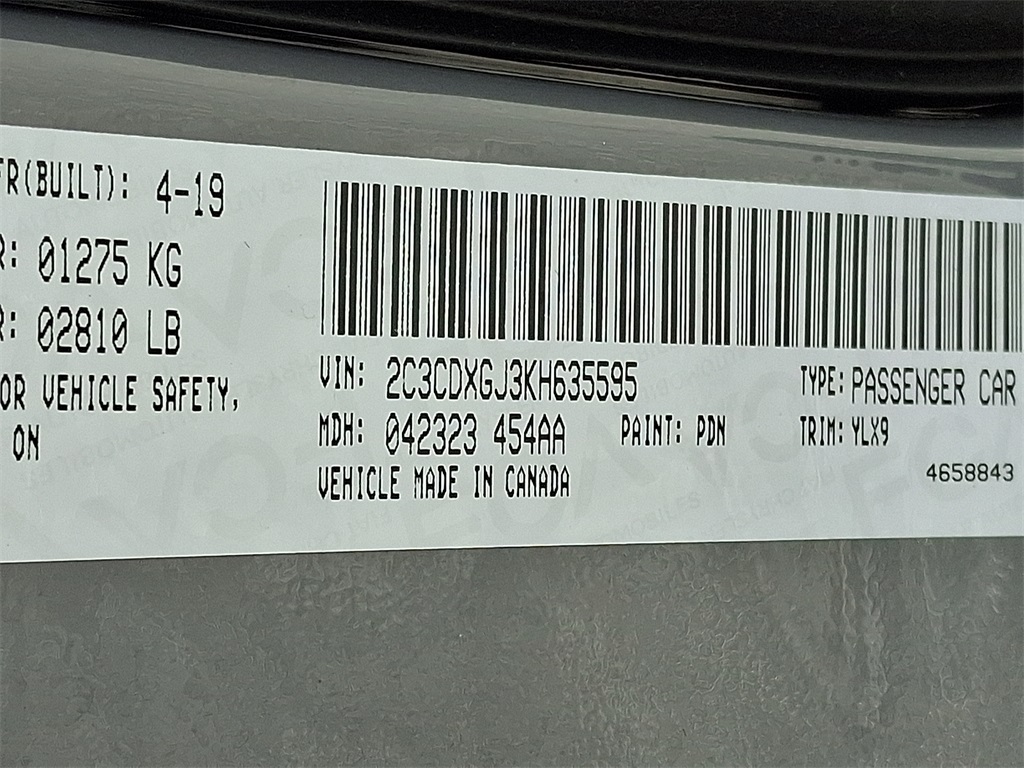 FR(BUILT): 4-19
R: 01275 KG
R: 02810 LB
OR VEHICLE SAFETY,
ON
VIN: 2C3CDXGJ3KH635595 TYPE: PASSENGER CAR
MDH: 042323 454AA PAINT: PDN TRIM: YLX9
VEHICLE MADE IN CANADA
4658843